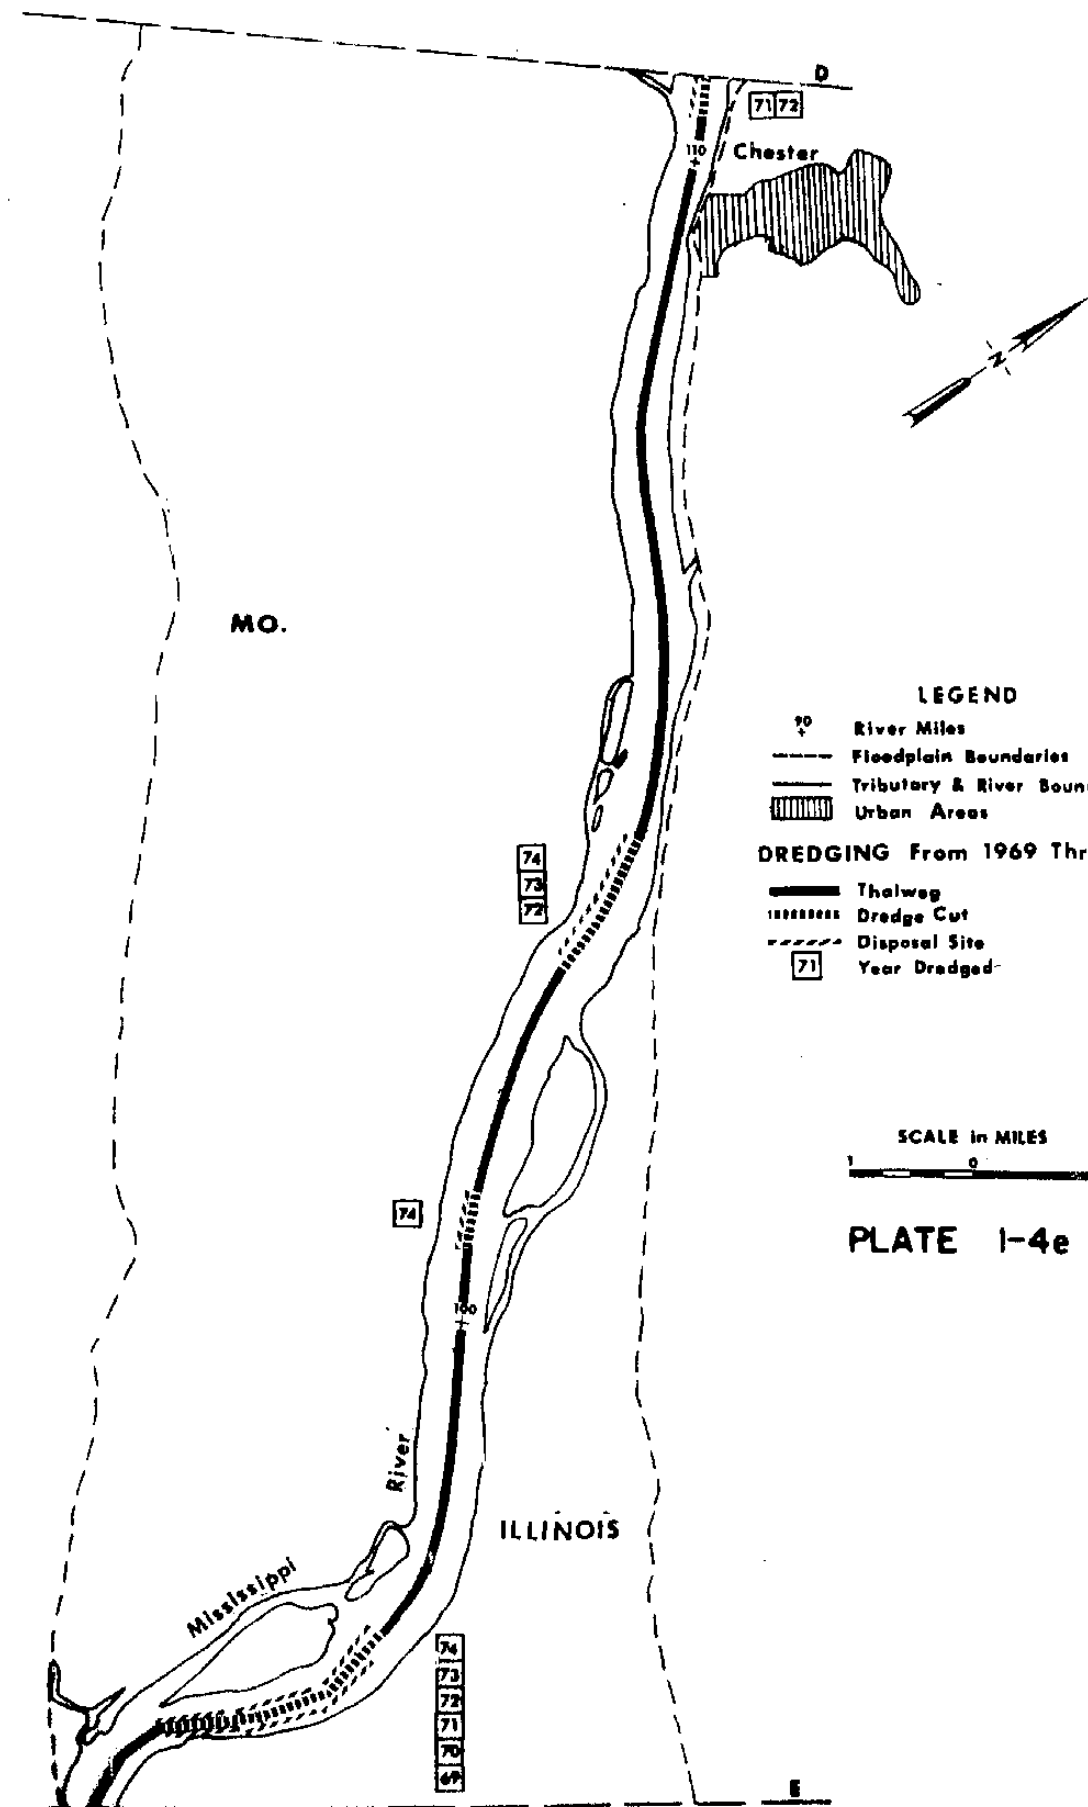 D
71 72
110
Chester
N
MO.
LEGEND
90
River Miles
Floodplain Boundaries
Tributary & River Boun
Urban Areas
DREDGING From 1969 Thr
Thalweg
Dredge Cut
Disposal Site
71 Year Dredged
74
73
72
SCALE in MILES
1 0
74
PLATE 1-4e
100
River
ILLINOIS
Mississippi
74
73
72
71
70
69
E